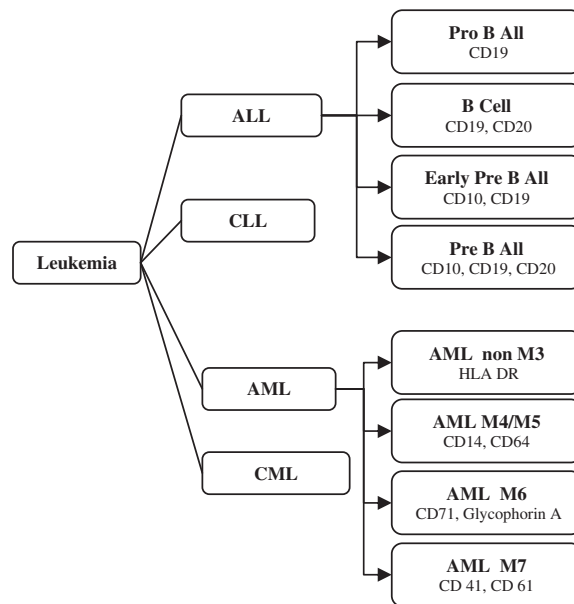 Leukemia
ALL
CLL
AML
CML
Pro B All
CD19
B Cell
CD19, CD20
Early Pre B All
CD10, CD19
Pre B All
CD10, CD19, CD20
AML non M3
HLA DR
AML M4/M5
CD14, CD64
AML M6
CD71, Glycophorin A
AML M7
CD 41, CD 61